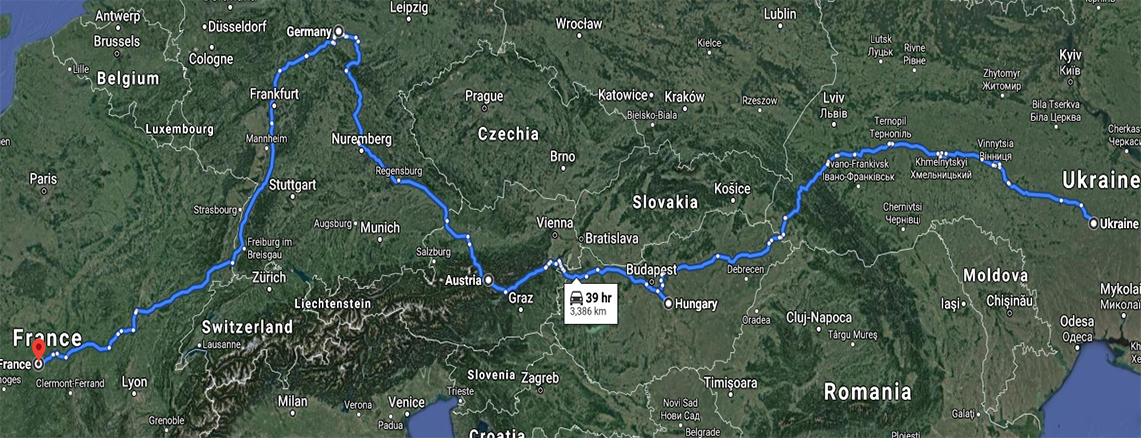 Leipzig
Antwerp
Düsseldorf
Germany
Brussels
Cologne
Lille
Belgium
Wrocław
Lublin
Kielce
Lutsk
Луцьк
Rivne
Рівне
Kyiv
Київ
Zhytomyr
Житомир
Frankfurt
Prague
Katowice
Kraków
Rzeszow
Bielsko-Biala
Lviv
Львів
Bila Tserkva
Біла Церква
Luxembourg
Mannheim
Nuremberg
Czechia
Ternopil
Тернопіль
Vinnytsia
Вінниця
Brno
Ivano-Frankivsk
Івано-Франківськ
Khmelnytskyi
Хмельницький
Paris
Stuttgart
Regensburg
Košice
Slovakia
Ukraine
Strasbourg
Augsburg
Munich
Vienna
Bratislava
Chernivtsi
Чернівці
Ukraine
Freiburg im
Breisgau
Salzburg
Zürich
Austria
Budapest
Debrecen
Moldova
Liechtenstein
Graz
39 hr
3,386 km
Hungary
Iași
Chișinău
Oradea
Cluj-Napoca
France
Switzerland
Lausanne
Târgu Mureș
Odesa
Одеса
France
Clermont-Ferrand
Lyon
Slovenia
Zagreb
Timișoara
Romania
Milan
Verona
Venice
Trieste
Padua
Grenoble
Novi Sad
Нови Сад
Belgrade
Ploiești
Galați
Croatia